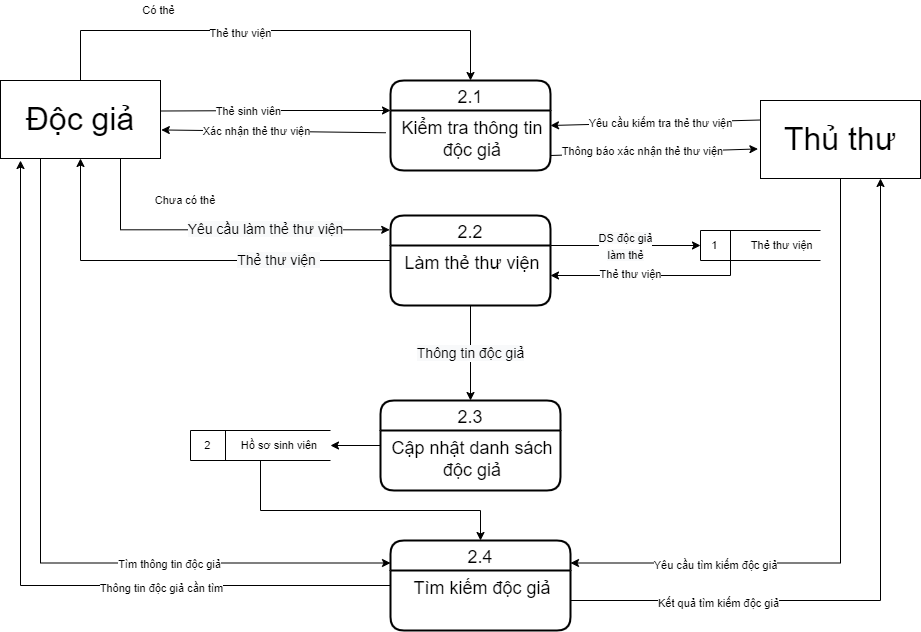 Có thẻ
Thẻ thư viện
2.1
Độc giả
Thẻ sinh viên
Xác nhận thẻ thư viện
Kiểm tra thông tin
độc giả
Yêu cầu kiếm tra thẻ thư viện
Thông báo xác nhận thẻ thư viện
Thủ thư
Chưa có thẻ
Yêu cầu làm thẻ thư viện
Thẻ thư viện
2.2
Làm thẻ thư viện
DS độc giả
làm thẻ
Thẻ thư viện
1
Thẻ thư viện
Thông tin độc giả
2.3
Cập nhật danh sách
độc giả
2
Hồ sơ sinh viên
2.4
Tìm kiếm độc giả
Tìm thông tin độc giả
Thông tin độc giả cần tìm
Yêu cầu tìm kiếm độc giả
Kết quả tìm kiếm độc giả